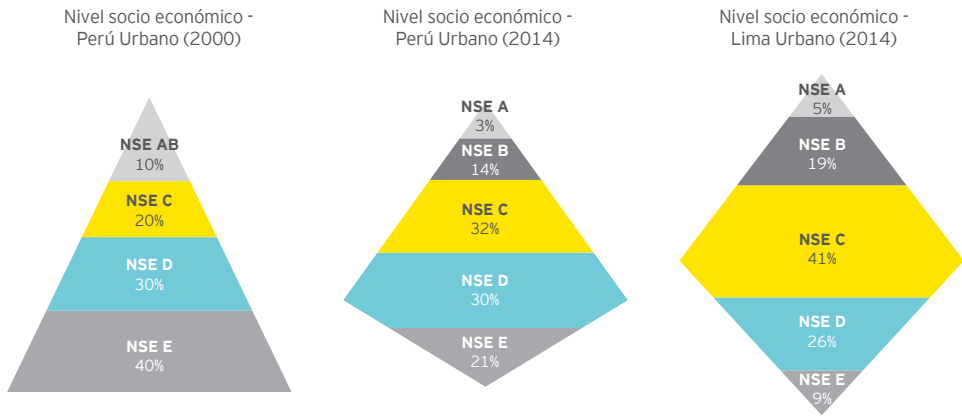 Nivel socio económico -
Perú Urbano (2000)
NSE AB
10%
NSE C
20%
NSE D
30%
NSE E
40%
Nivel socio económico -
Perú Urbano (2014)
NSE A
3%
NSE B
14%
NSE C
32%
NSE D
30%
NSE E
21%
Nivel socio económico -
Lima Urbano (2014)
NSE A
5%
NSE B
19%
NSE C
41%
NSE D
26%
NSE E
9%